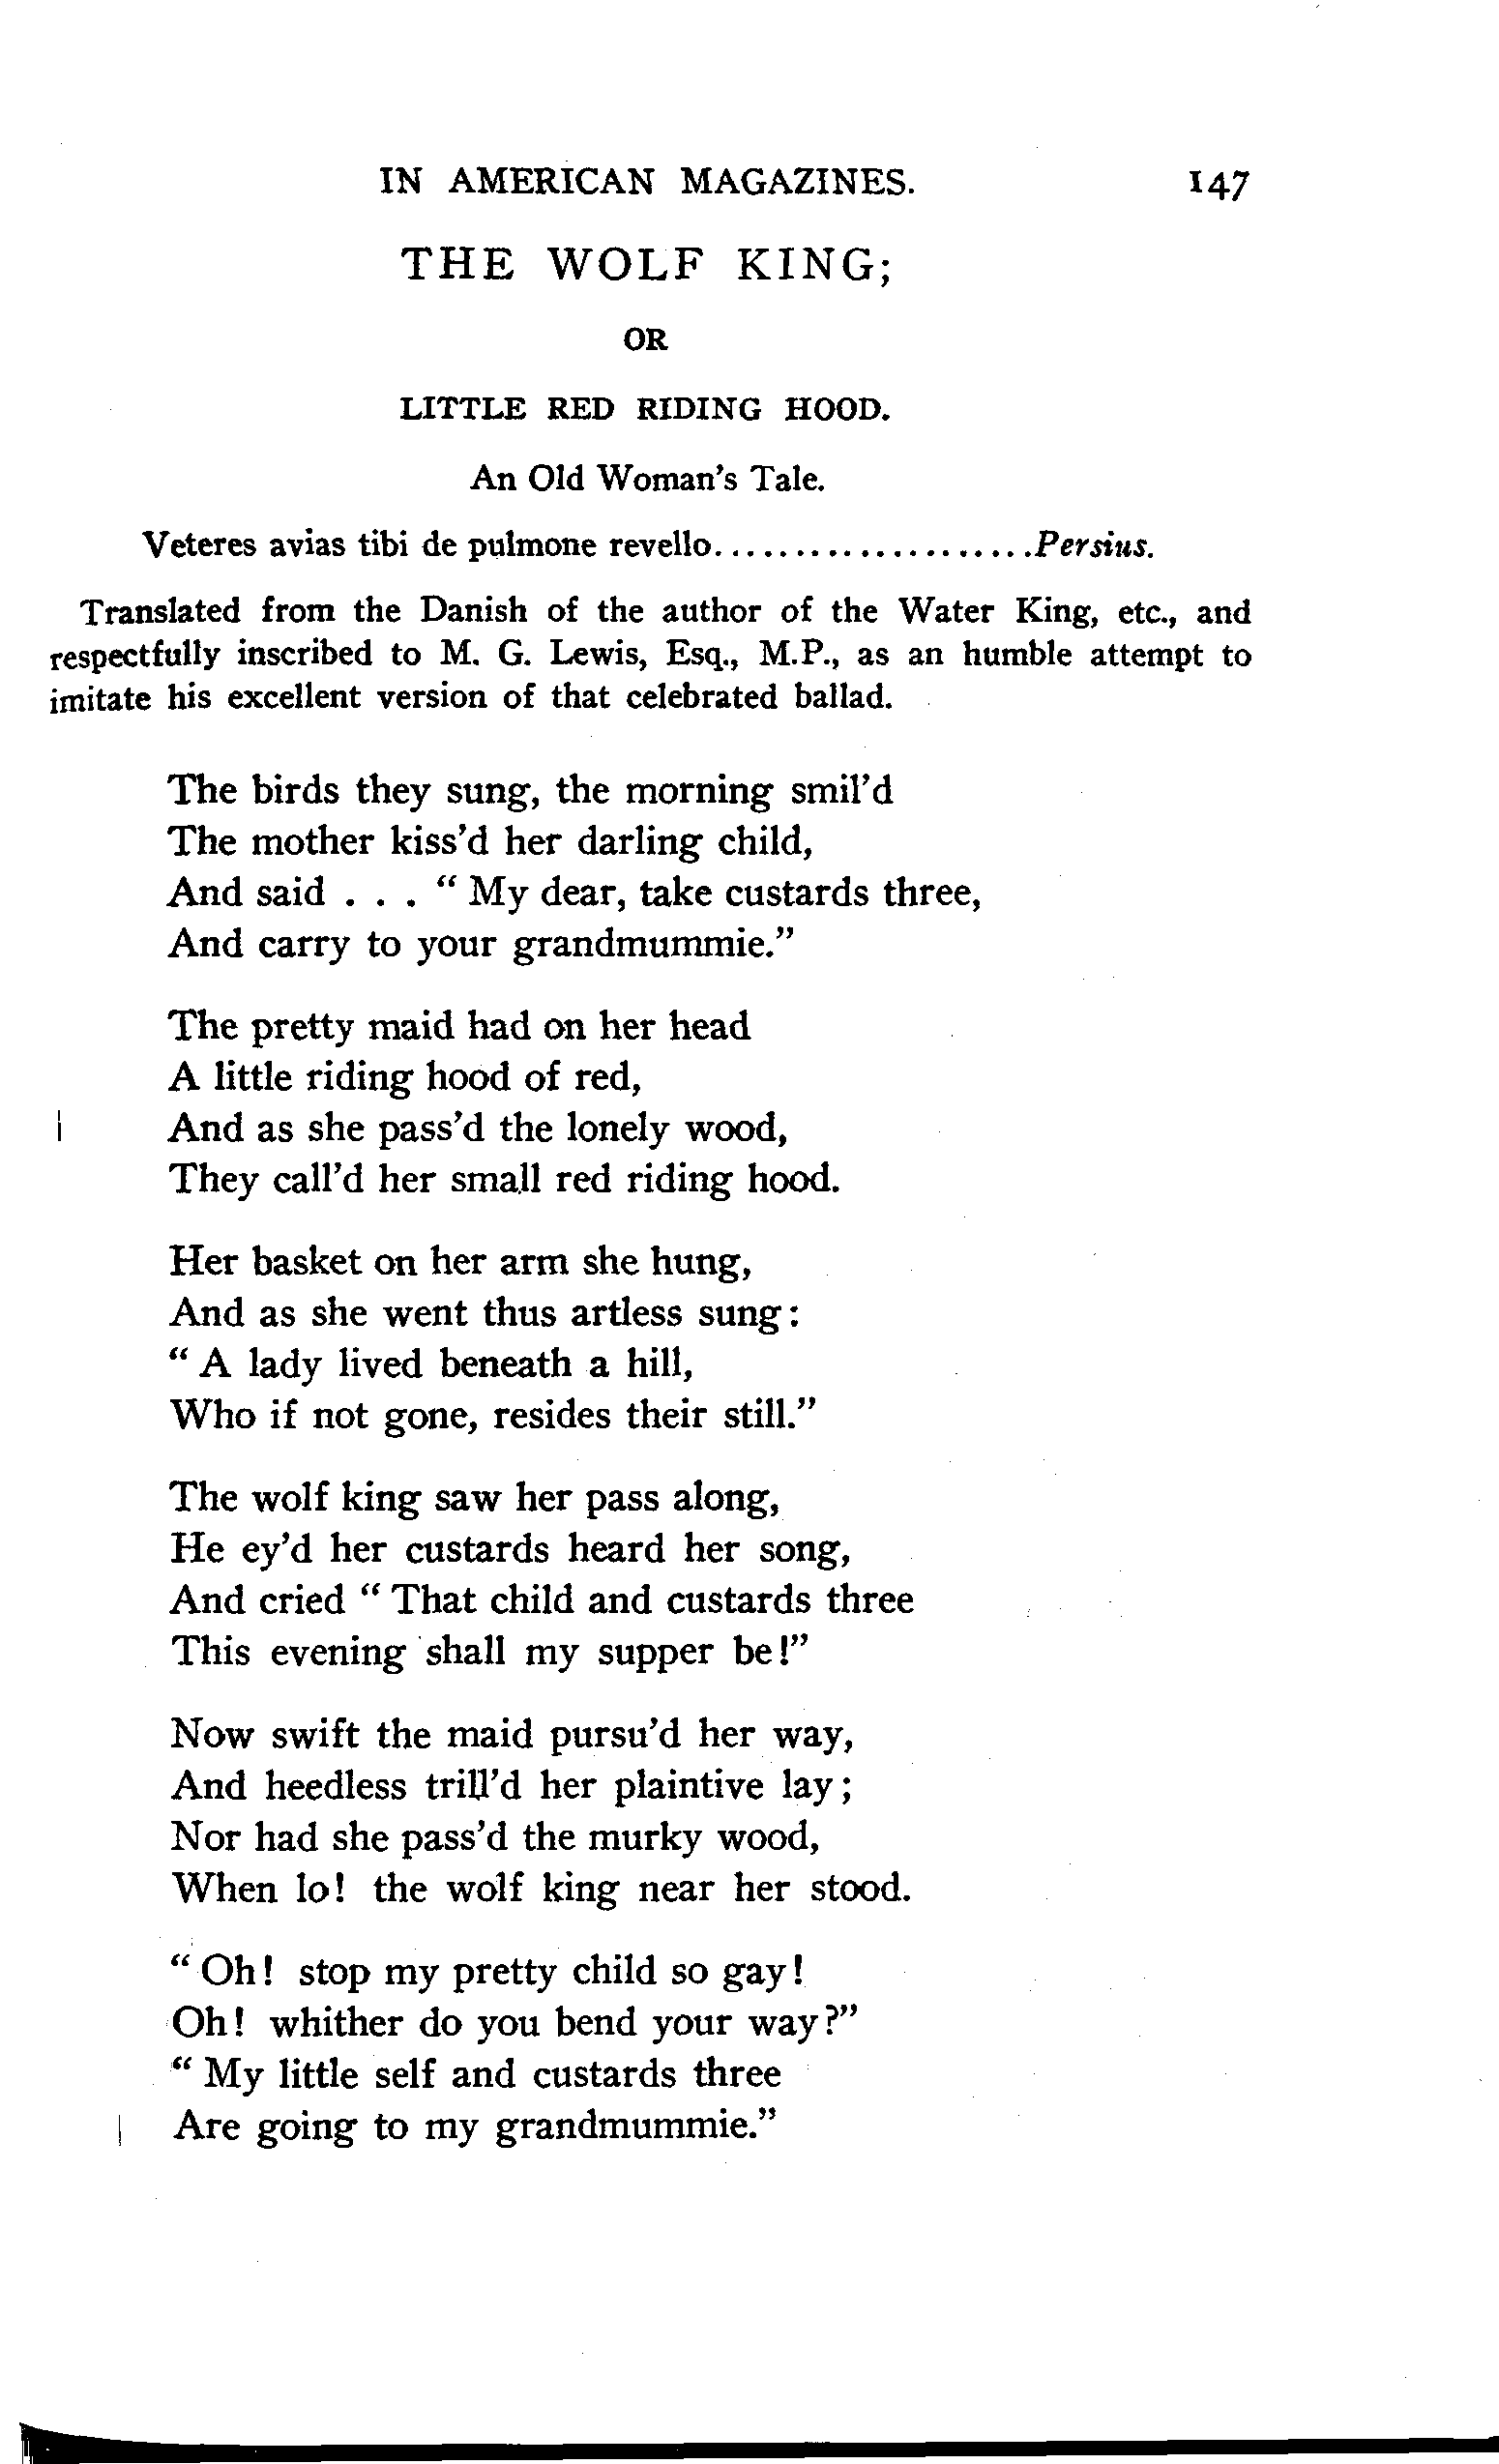 IN AMERICAN MAGAZINES. 147
THE WOLF KING;
OR
LITTLE RED RIDING HOOD.
An Old Woman's Tale.
Veteres avias tibi de pulmone revello.....................Persius.
Translated from the Danish of the author of the Water King, etc., and
respectfully inscribed to M. G. Lewis, Esq., M.P., as an humble attempt to
imitate his excellent version of that celebrated ballad.
The birds they sung, the morning smil'd
The mother kiss'd her darling child,
And said . . . “ My dear, take custards three,
And carry to your grandmummie.”
The pretty maid had on her head
A little riding hood of red,
And as she pass'd the lonely wood,
They call'd her small red riding hood.
Her basket on her arm she hung,
And as she went thus artless sung:
“ A lady lived beneath a hill,
Who if not gone, resides their still.”
The wolf king saw her pass along,
He ey'd her custards heard her song,
And cried “ That child and custards three
This evening shall my supper be!”
Now swift the maid pursu'd her way,
And heedless trill'd her plaintive lay;
Nor had she pass'd the murky wood,
When lo! the wolf king near her stood.
“ Oh! stop my pretty child so gay!
Oh! whither do you bend your way?”
“ My little self and custards three
Are going to my grandmummie.”